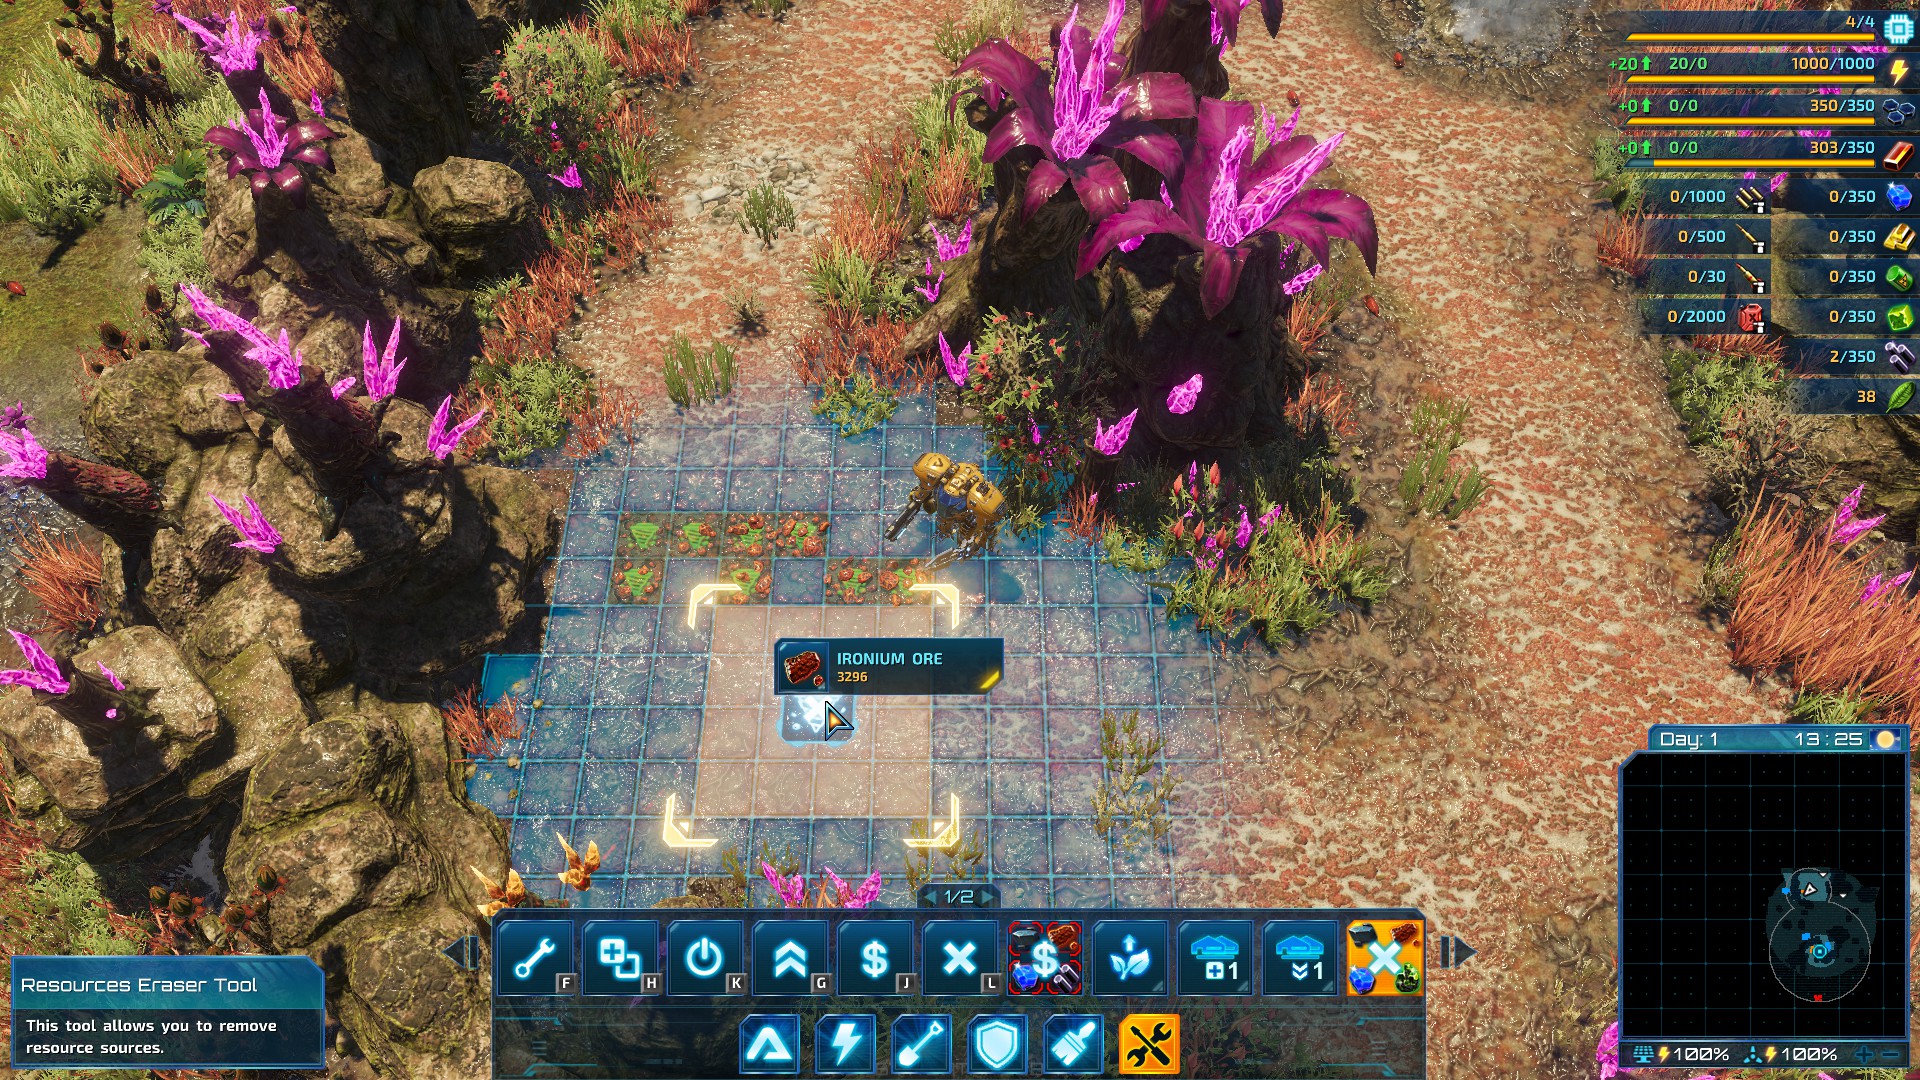 4/4
+20 20/0 1000/1000
+0 0/0 350/350
+0 0/0 303/350
0/1000 0/350
0/500 0/350
0/30 0/350
0/2000 0/350
2/350
38
IRONIUM ORE
3296
Day: 1 13:25
1/2
F H K G J L $ 1 1
Resources Eraser Tool
This tool allows you to remove
resource sources.
100% 100%